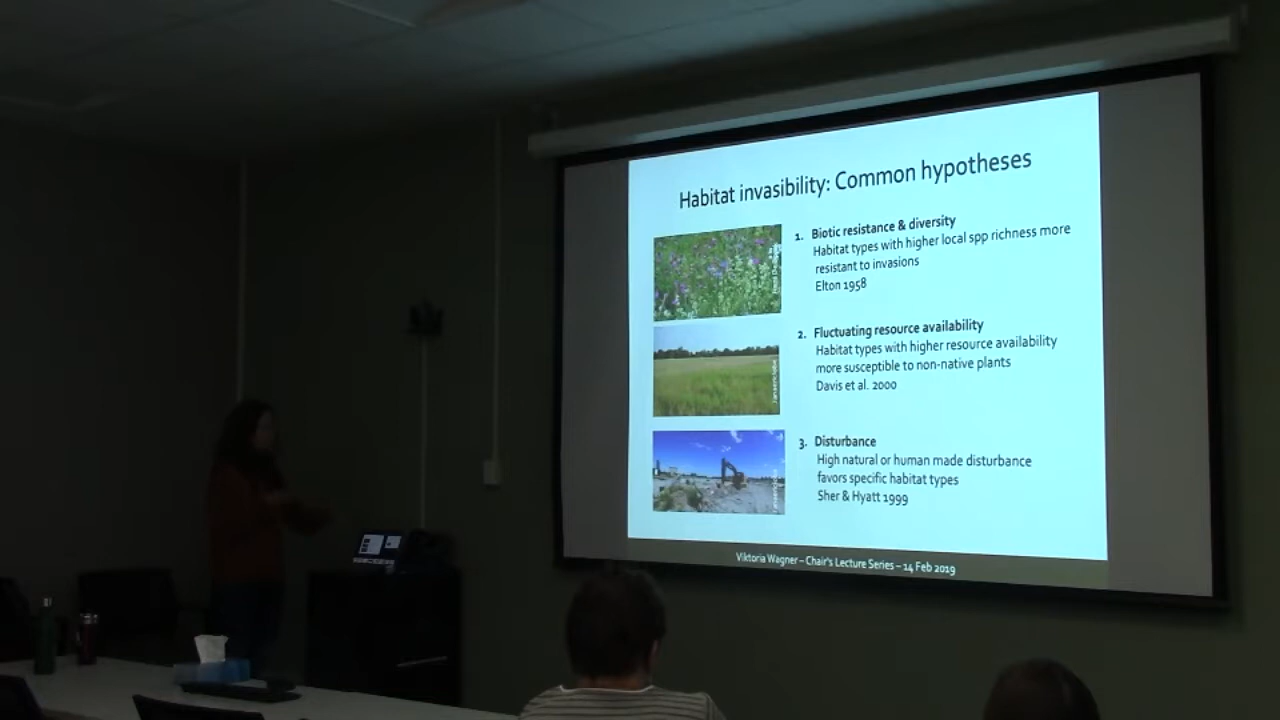 Habitat invasibility: Common hypotheses
1. Biotic resistance & diversity
Habitat types with higher local spp richness more
resistant to invasions
Elton 1958
2. Fluctuating resource availability
Habitat types with higher resource availability
more susceptible to non-native plants
Davis et al. 2000
3. Disturbance
High natural or human made disturbance
favors specific habitat types
Sher & Hyatt 1999
Viktoria Wagner – Chair's Lecture Series – 14 Feb 2019